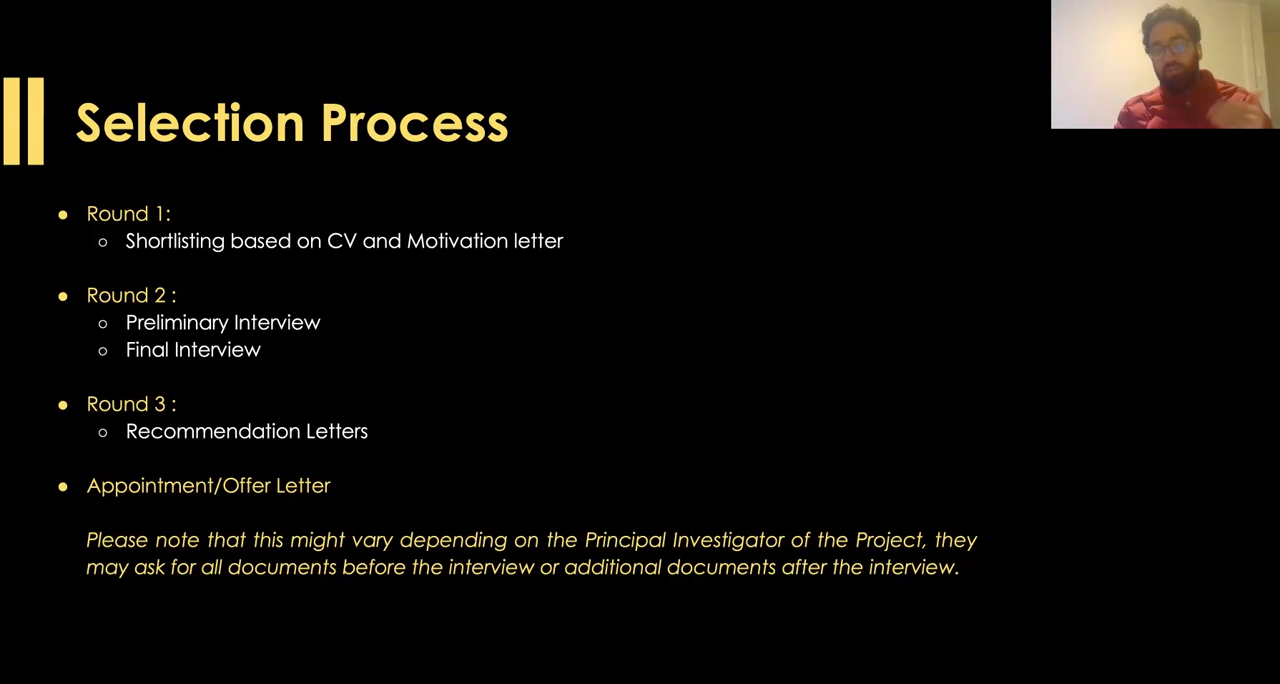 Selection Process
● Round 1:
○ Shortlisting based on CV and Motivation letter
● Round 2 :
○ Preliminary Interview
○ Final Interview
● Round 3 :
○ Recommendation Letters
● Appointment/Offer Letter
Please note that this might vary depending on the Principal Investigator of the Project, they
may ask for all documents before the interview or additional documents after the interview.